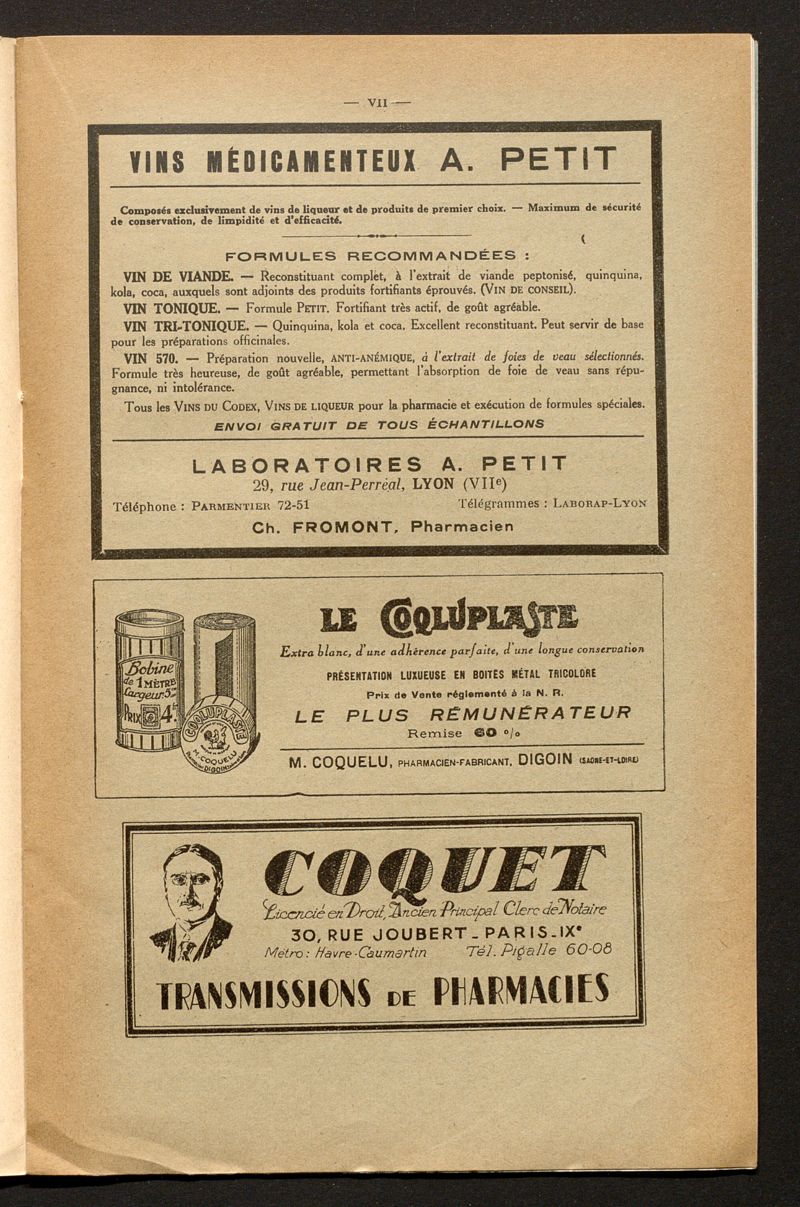 — VII —
VINS MÉDICAMENTEUX A. PETIT
Composés exclusivement de vins de liqueur et de produits de premier choix. — Maximum de sécurité
de conservation, de limpidité et d'efficacité.
FORMULES RECOMMANDÉES :
VIN DE VIANDE. — Reconstituant complet, à l'extrait de viande peptonisé, quinquina,
kola, coca, auxquels sont adjoints des produits fortifiants éprouvés. (VIN DE CONSEIL).
VIN TONIQUE. — Formule PETIT. Fortifiant très actif, de goût agréable.
VIN TRI-TONIQUE. — Quinquina, kola et coca. Excellent reconstituant. Peut servir de base
pour les préparations officinales.
VIN 570. — Préparation nouvelle, ANTI-ANÉMIQUE, à l'extrait de foies de veau sélectionnés.
Formule très heureuse, de goût agréable, permettant l'absorption de foie de veau sans répu-
gnance, ni intolérance.
Tous les VINS DU CODEX, VINS DE LIQUEUR pour la pharmacie et exécution de formules spéciales.
ENVOI GRATUIT DE TOUS ÉCHANTILLONS
LABORATOIRES A. PETIT
29, rue Jean-Perréal, LYON (VIIe)
Téléphone : PARMENTIER 72-51 Télégrammes : LABORAP-LYON
Ch. FROMONT, Pharmacien
LE COQLUPLASTE
Extra blanc, d'une adhérence parfaite, d'une longue conservation
PRÉSENTATION LUXUEUSE EN BOITES MÉTAL TRICOLORE
Prix de Vente réglementé à la N. R.
LE PLUS RÉMUNÉRATEUR
Remise 60 %
M. COQUELU, PHARMACIEN-FABRICANT, DIGOIN (SAONE-ET-LOIRE)
Bobine
de 1 MÈTRE
Largeur 5
PRIX 4
COQLUPLASTE
M. COQUELU
COQUET
Licencié en Droit, Ancien Principal Clerc de Notaire
30, RUE JOUBERT - PARIS-IXe
Métro : Havre-Caumartin Tél. Pigalle 60-08
TRANSMISSIONS DE PHARMACIES